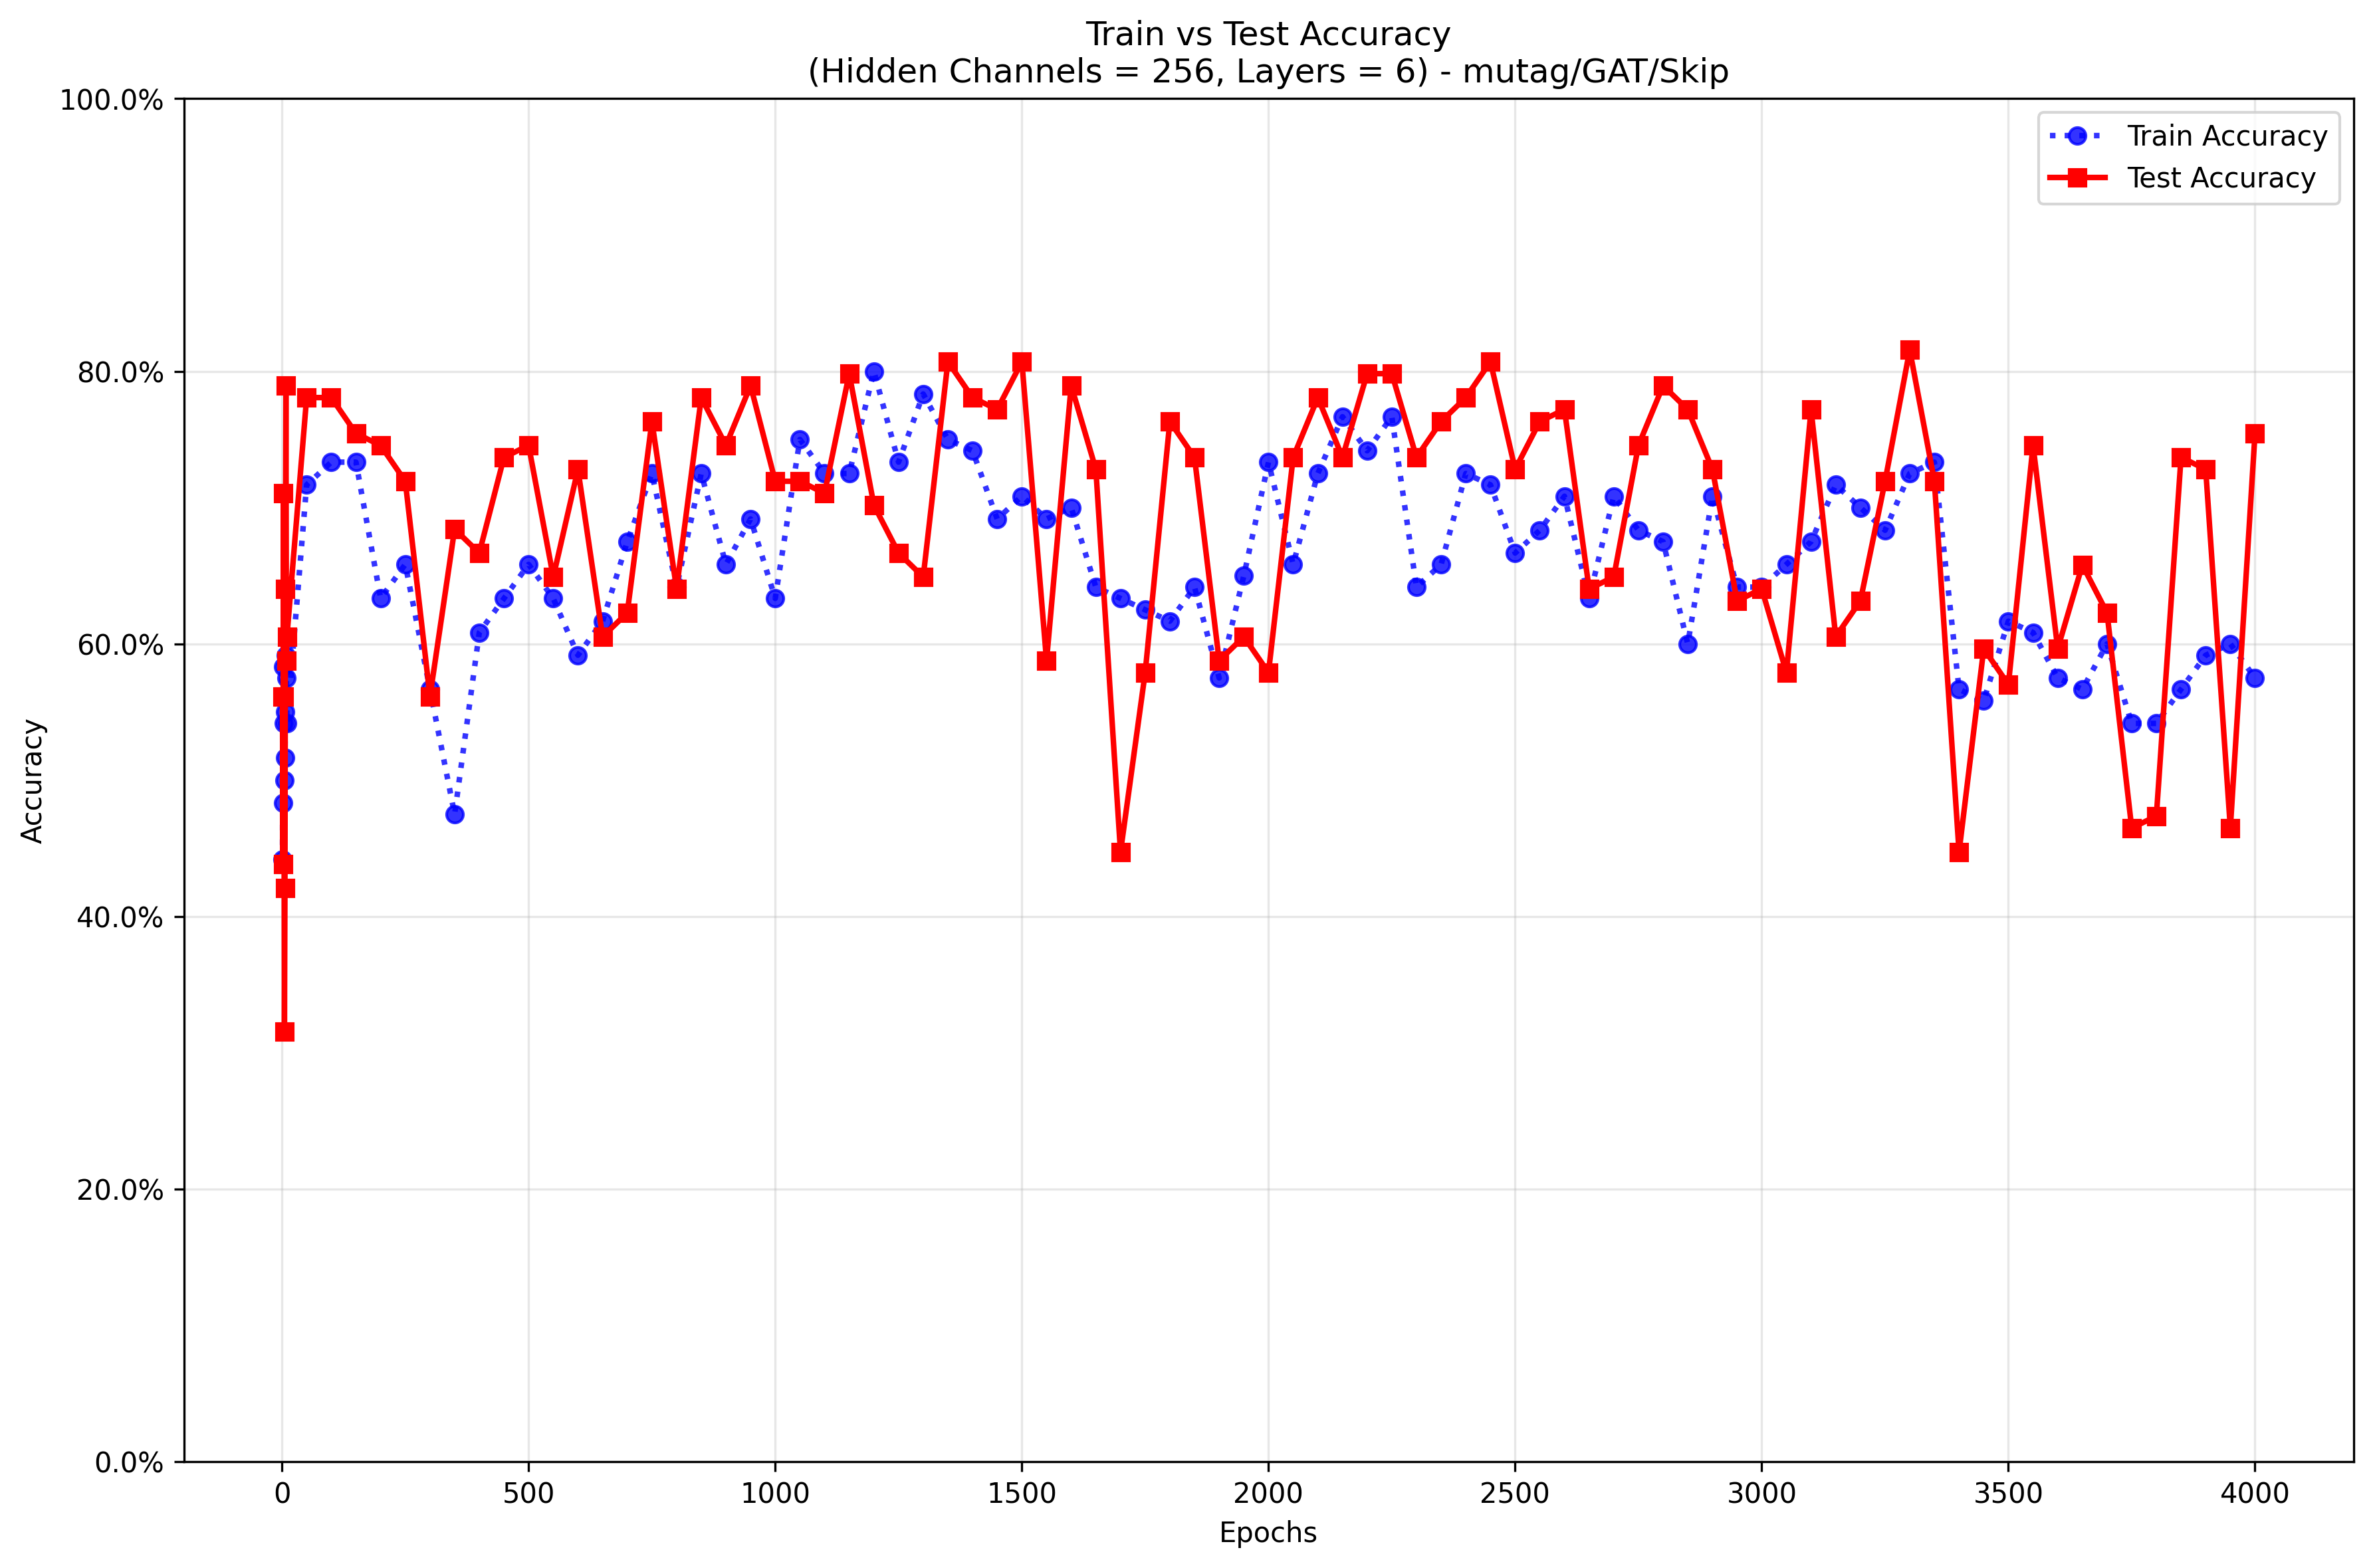 Train vs Test Accuracy
(Hidden Channels = 256, Layers = 6) - mutag/GAT/Skip
100.0%
80.0%
60.0%
40.0%
20.0%
0.0%
Accuracy
Train Accuracy
Test Accuracy
0 500 1000 1500 2000 2500 3000 3500 4000
Epochs